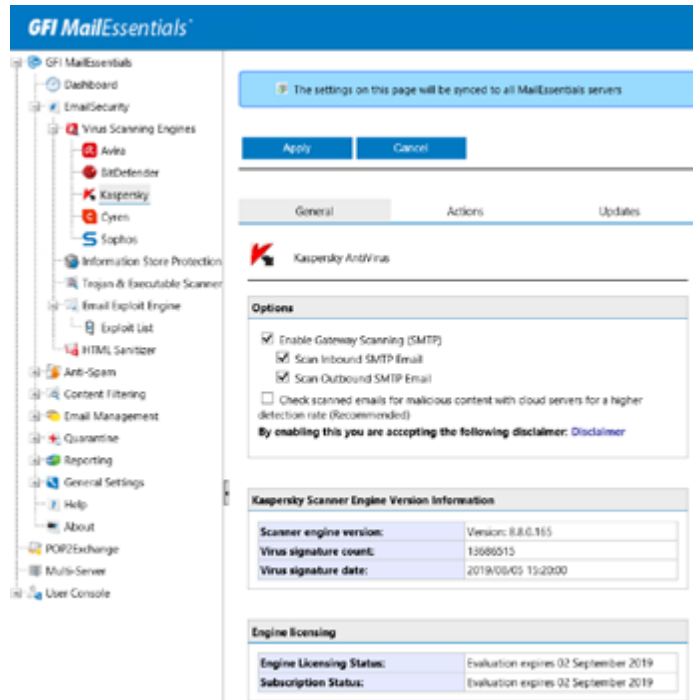 GFI MailEssentials
GFI MailEssentials
Dashboard
EmailSecurity
Virus Scanning Engines
Avira
BitDefender
Kaspersky
Cyren
Sophos
Information Store Protection
Trojan & Executable Scanner
Email Exploit Engine
Exploit List
HTML Sanitizer
Anti-Spam
Content Filtering
Email Management
Quarantine
Reporting
General Settings
Help
About
POP2Exchange
Multi-Server
User Console
The settings on this page will be synced to all MailEssentials servers
Apply Cancel
General Actions Updates
Kaspersky AntiVirus
Options
Enable Gateway Scanning (SMTP)
Scan Inbound SMTP Email
Scan Outbound SMTP Email
Check scanned emails for malicious content with cloud servers for a higher
detection rate (Recommended)
By enabling this you are accepting the following disclaimer: Disclaimer
Kaspersky Scanner Engine Version Information
Scanner engine version: Version: 8.8.0.165
Virus signature count: 13686515
Virus signature date: 2019/08/05 15:20:00
Engine licensing
Engine Licensing Status: Evaluation expires 02 September 2019
Subscription Status: Evaluation expires 02 September 2019